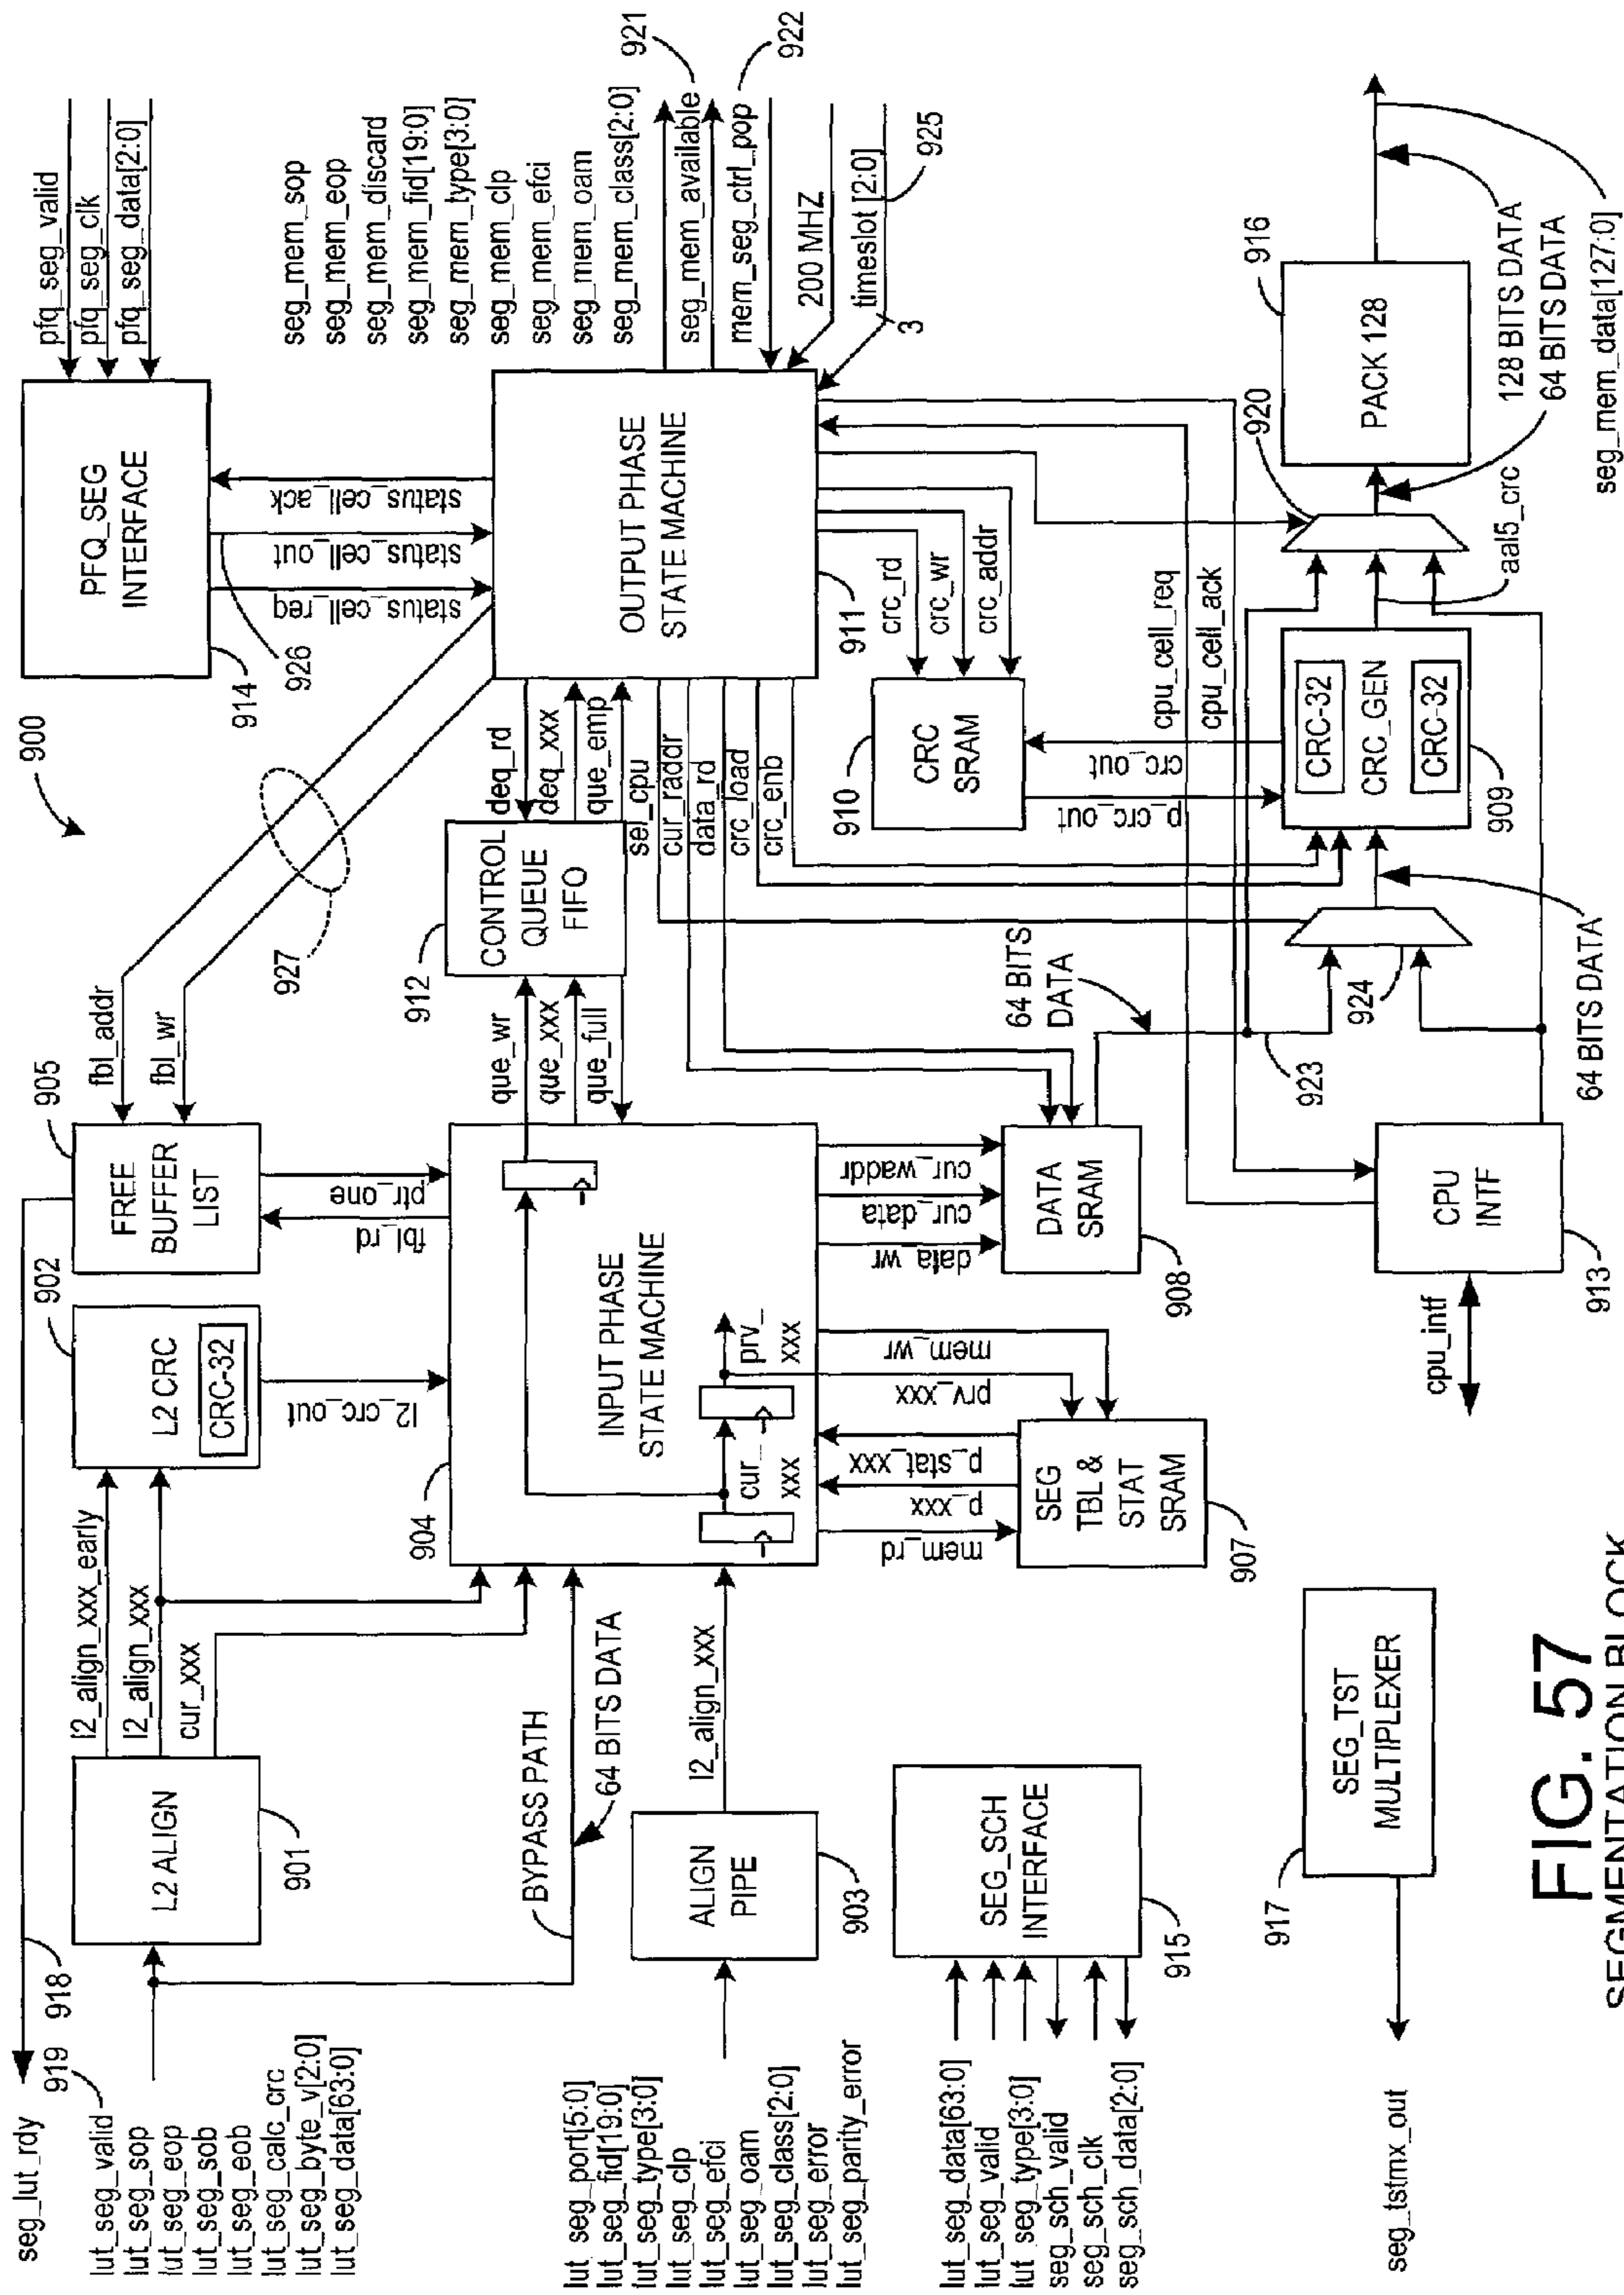 900
pfq_seg_valid
pfq_seg_clk
pfq_seg_data[2:0]
PFQ_SEG
INTERFACE
914
926
status_cell_req
status_cell_out
status_cell_ack
seg_mem_sop
seg_mem_eop
seg_mem_discard
seg_mem_fid[19:0]
seg_mem_type[3:0]
seg_mem_clp
seg_mem_efci
seg_mem_oam
seg_mem_class[2:0]
921
seg_mem_available
922
mem_seg_ctrl_pop
200 MHZ
timeslot [2:0]
3
925
OUTPUT PHASE
STATE MACHINE
911
927
fbl_addr
fbl_wr
905
FREE
BUFFER
LIST
fbl_rd
ptr_one
902
L2 CRC
CRC-32
l2_crc_out
l2_align_xxx_early
l2_align_xxx
cur_xxx
L2 ALIGN
901
seg_lut_rdy
918
919
lut_seg_valid
lut_seg_sop
lut_seg_eop
lut_seg_sob
lut_seg_eob
lut_seg_calc_crc
lut_seg_byte_v[2:0]
lut_seg_data[63:0]
BYPASS PATH
64 BITS DATA
904
INPUT PHASE
STATE MACHINE
cur_
xxx
prv_
xxx
que_wr
que_xxx
que_full
912
CONTROL
QUEUE
FIFO
deq_rd
deq_xxx
que_emp
sel_cpu
cur_raddr
data_rd
crc_load
crc_enb
crc_rd
crc_wr
crc_addr
910
CRC
SRAM
p_crc_out
crc_out
cpu_cell_req
cpu_cell_ack
lut_seg_port[5:0]
lut_seg_fid[19:0]
lut_seg_type[3:0]
lut_seg_clp
lut_seg_efci
lut_seg_oam
lut_seg_class[2:0]
lut_seg_error
lut_seg_parity_error
ALIGN
PIPE
903
l2_align_xxx
mem_rd
p_xxx
p_stat_xxx
prv_xxx
mem_wr
SEG
TBL &
STAT
SRAM
907
data_wr
cur_data
cur_waddr
DATA
SRAM
908
64 BITS
DATA
923
924
64 BITS DATA
CRC-32
CRC_GEN
CRC-32
909
aal5_crc
920
916
PACK 128
128 BITS DATA
64 BITS DATA
seg_mem_data[127:0]
lut_seg_data[63:0]
lut_seg_valid
lut_seg_type[3:0]
seg_sch_valid
seg_sch_clk
seg_sch_data[2:0]
SEG_SCH
INTERFACE
915
CPU
INTF
913
cpu_intf
SEG_TST
MULTIPLEXER
917
seg_tstmx_out
FIG. 57
SEGMENTATION BLOCK